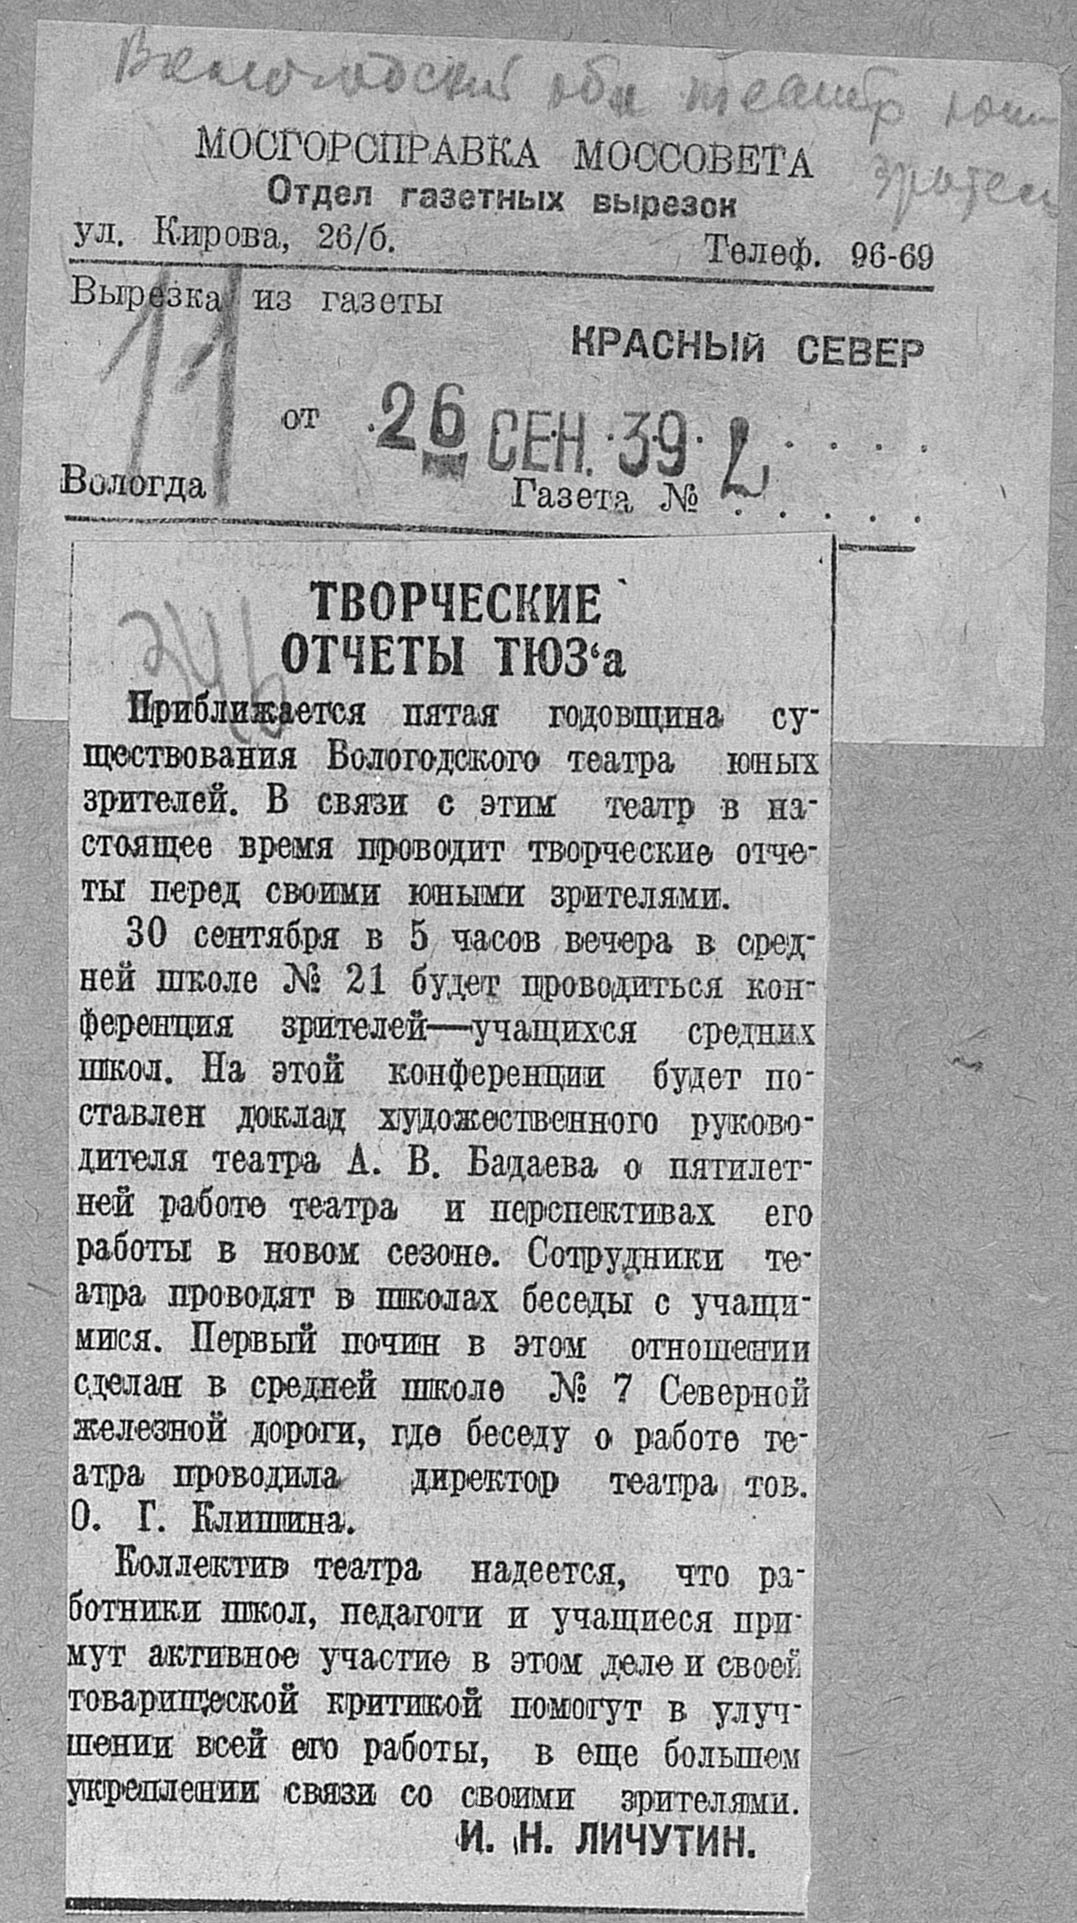 Вологодский обл театр юн
зрителя
МОСГОРСПРАВКА МОССОВЕТА
Отдел газетных вырезок
ул. Кирова, 26/б. Телеф. 96-69
Вырезка из газеты
КРАСНЫЙ СЕВЕР
11
от 26 СЕН. 39
Вологда Газета №
346
ТВОРЧЕСКИЕ
ОТЧЕТЫ ТЮЗ‘а
Приближается пятая годовщина су-
ществования Вологодского театра юных
зрителей. В связи с этим театр в на-
стоящее время проводит творческие отче-
ты перед своими юными зрителями.
30 сентября в 5 часов вечера в сред-
ней школе № 21 будет проводиться кон-
ференция зрителей—учащихся средних
школ. На этой конференции будет по-
ставлен доклад художественного руково-
дителя театра А. В. Бадаева о пятилет-
ней работе театра и перспективах его
работы в новом сезоне. Сотрудники те-
атра проводят в школах беседы с учащи-
мися. Первый почин в этом отношении
сделан в средней школе № 7 Северной
железной дороги, где беседу о работе те-
атра проводила директор театра тов.
О. Г. Клишина.
Коллектив театра надеется, что ра-
ботники школ, педагоги и учащиеся при-
мут активное участие в этом деле и своей
товарищеской критикой помогут в улуч-
шении всей его работы, в еще большем
укреплении связи со своими зрителями.
И. Н. ЛИЧУТИН.